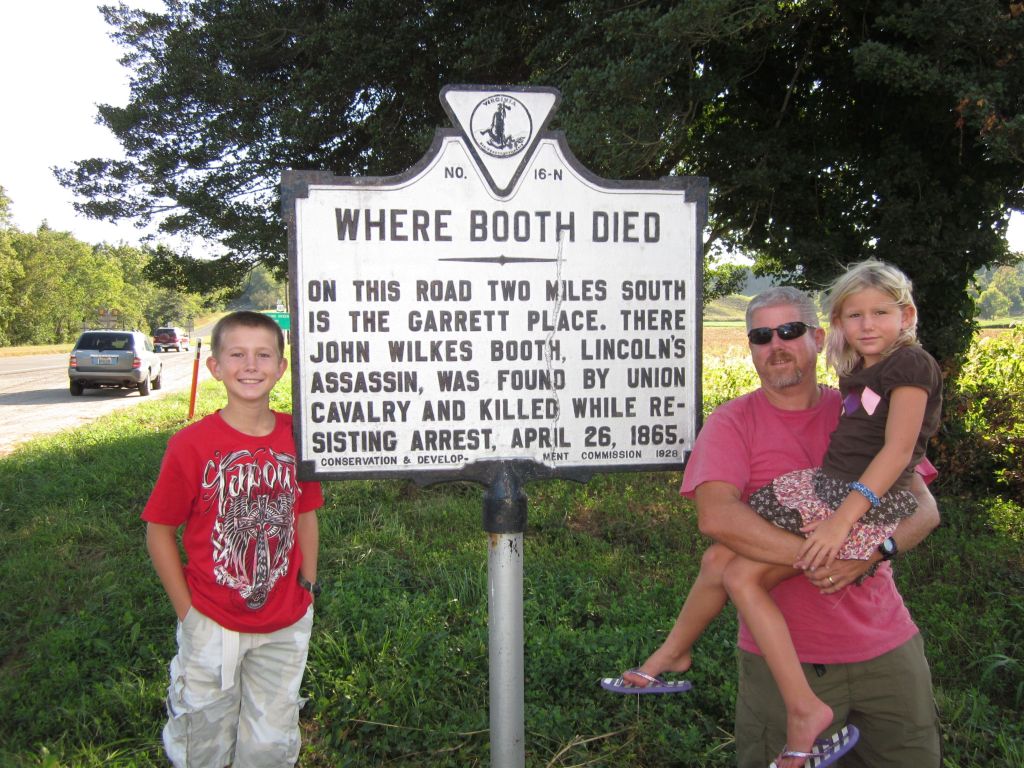 VIRGINIA
NO. 16-N
WHERE BOOTH DIED
ON THIS ROAD TWO MILES SOUTH
IS THE GARRETT PLACE. THERE
JOHN WILKES BOOTH, LINCOLN'S
ASSASSIN, WAS FOUND BY UNION
CAVALRY AND KILLED WHILE RE-
SISTING ARREST, APRIL 26, 1865.
CONSERVATION & DEVELOP- MENT COMMISSION 1928
Tapout